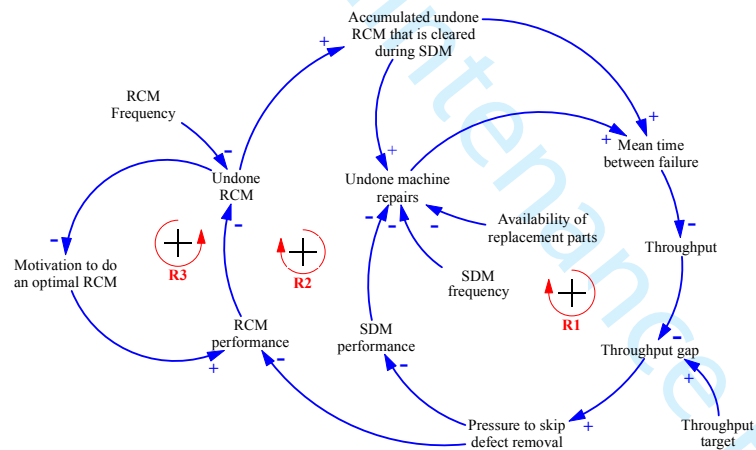 Accumulated undone
RCM that is cleared
during SDM
+
RCM
Frequency
-
+
+
+
Mean time
between failure
Undone
RCM
Undone machine
repairs
-
-
-
-
-
Availability of
replacement parts
-
Throughput
-
Motivation to do
an optimal RCM
R3
R2
SDM
frequency
R1
RCM
performance
-
+
SDM
performance
-
-
Throughput gap
+
Pressure to skip
defect removal
+
Throughput
target
intenance